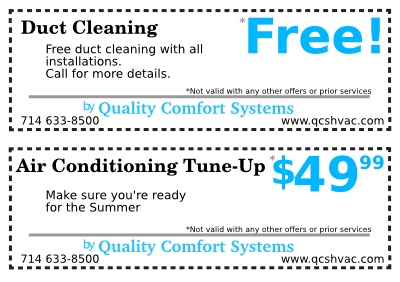 Duct Cleaning
*Free!
Free duct cleaning with all
installations.
Call for more details.
*Not valid with any other offers or prior services
by Quality Comfort Systems
714 633-8500 www.qcshvac.com
Air Conditioning Tune-Up *$49⁹⁹
Make sure you're ready
for the Summer
*Not valid with any other offers or prior services
by Quality Comfort Systems
714 633-8500 www.qcshvac.com